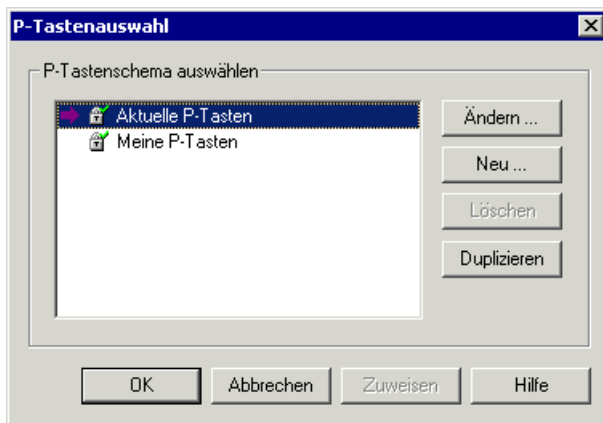 P-Tastenauswahl
P-Tastenschema auswählen
Aktuelle P-Tasten
Meine P-Tasten
Ändern ...
Neu ...
Löschen
Duplizieren
OK
Abbrechen
Zuweisen
Hilfe